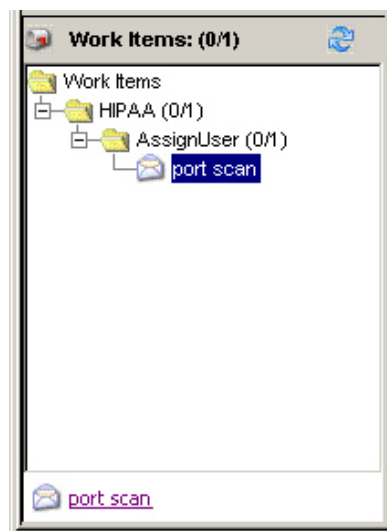 Work Items: (0/1)
Work Items
HIPAA (0/1)
AssignUser (0/1)
port scan
port scan